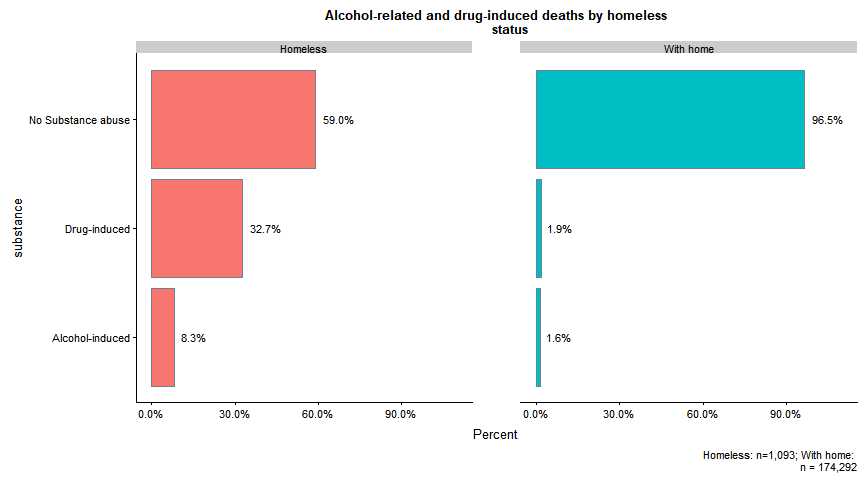 Alcohol-related and drug-induced deaths by homeless
status
Homeless
With home
No Substance abuse
59.0%
96.5%
Drug-induced
32.7%
1.9%
Alcohol-induced
8.3%
1.6%
substance
0.0% 30.0% 60.0% 90.0%
0.0% 30.0% 60.0% 90.0%
Percent
Homeless: n=1,093; With home:
n = 174,292